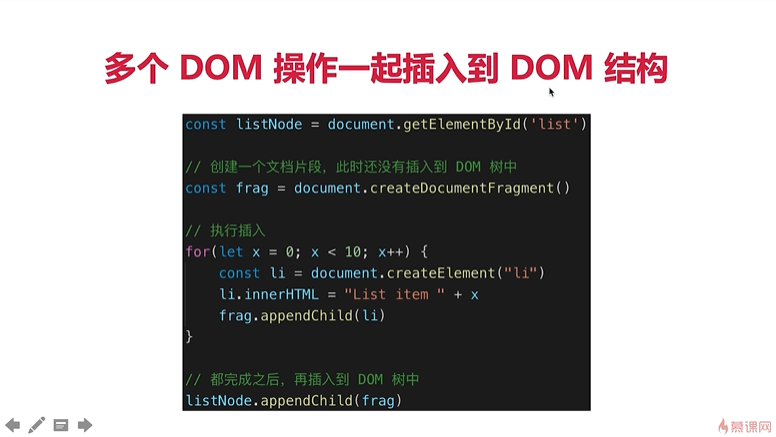 多个 DOM 操作一起插入到 DOM 结构
const listNode = document.getElementById('list')
// 创建一个文档片段，此时还没有插入到 DOM 树中
const frag = document.createDocumentFragment()
// 执行插入
for(let x = 0; x < 10; x++) {
    const li = document.createElement("li")
    li.innerHTML = "List item " + x
    frag.appendChild(li)
}
// 都完成之后，再插入到 DOM 树中
listNode.appendChild(frag)
慕课网